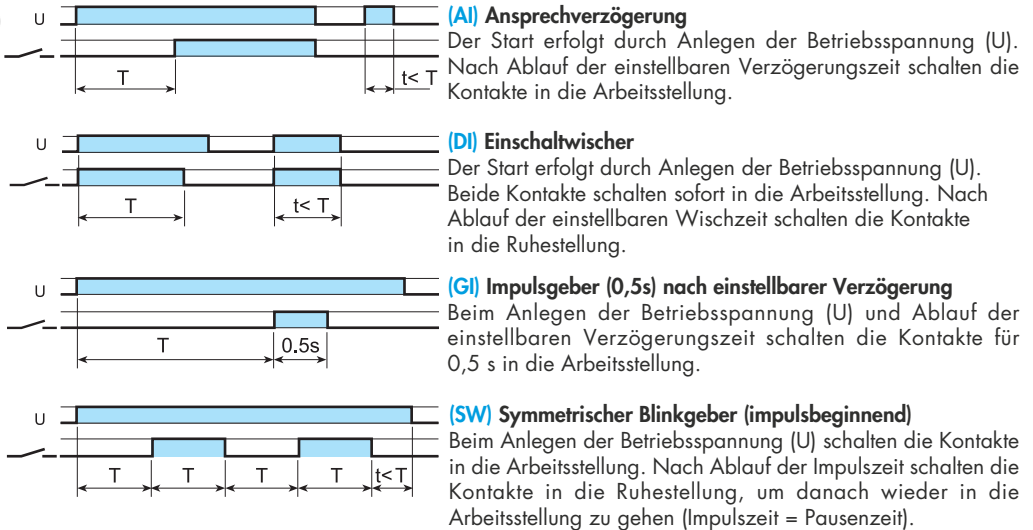 U
T
t< T
(AI) Ansprechverzögerung
Der Start erfolgt durch Anlegen der Betriebsspannung (U).
Nach Ablauf der einstellbaren Verzögerungszeit schalten die
Kontakte in die Arbeitsstellung.
U
T
t< T
(DI) Einschaltwischer
Der Start erfolgt durch Anlegen der Betriebsspannung (U).
Beide Kontakte schalten sofort in die Arbeitsstellung. Nach
Ablauf der einstellbaren Wischzeit schalten die Kontakte
in die Ruhestellung.
U
T 0.5s
(GI) Impulsgeber (0,5s) nach einstellbarer Verzögerung
Beim Anlegen der Betriebsspannung (U) und Ablauf der
einstellbaren Verzögerungszeit schalten die Kontakte für
0,5 s in die Arbeitsstellung.
U
T T T T t<T
(SW) Symmetrischer Blinkgeber (impulsbeginnend)
Beim Anlegen der Betriebsspannung (U) schalten die Kontakte
in die Arbeitsstellung. Nach Ablauf der Impulszeit schalten die
Kontakte in die Ruhestellung, um danach wieder in die
Arbeitsstellung zu gehen (Impulszeit = Pausenzeit).